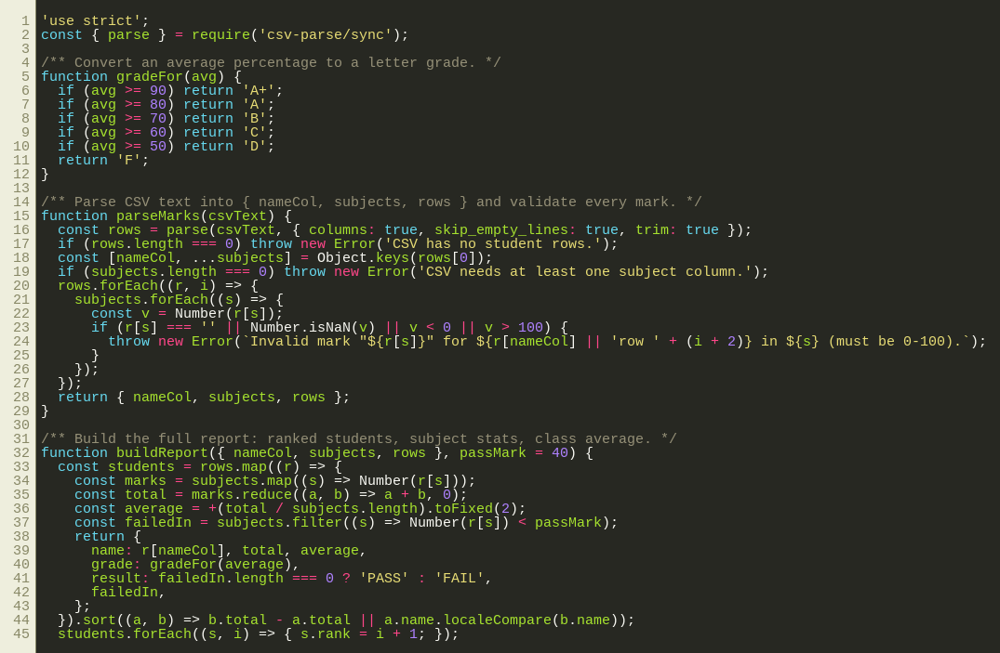 1 'use strict';
2 const { parse } = require('csv-parse/sync');
3
4 /** Convert an average percentage to a letter grade. */
5 function gradeFor(avg) {
6   if (avg >= 90) return 'A+';
7   if (avg >= 80) return 'A';
8   if (avg >= 70) return 'B';
9   if (avg >= 60) return 'C';
10   if (avg >= 50) return 'D';
11   return 'F';
12 }
13
14 /** Parse CSV text into { nameCol, subjects, rows } and validate every mark. */
15 function parseMarks(csvText) {
16   const rows = parse(csvText, { columns: true, skip_empty_lines: true, trim: true });
17   if (rows.length === 0) throw new Error('CSV has no student rows.');
18   const [nameCol, ...subjects] = Object.keys(rows[0]);
19   if (subjects.length === 0) throw new Error('CSV needs at least one subject column.');
20   rows.forEach((r, i) => {
21     subjects.forEach((s) => {
22       const v = Number(r[s]);
23       if (r[s] === '' || Number.isNaN(v) || v < 0 || v > 100) {
24         throw new Error(`Invalid mark "${r[s]}" for ${r[nameCol] || 'row ' + (i + 2)} in ${s} (must be 0-100).`);
25       }
26     });
27   });
28   return { nameCol, subjects, rows };
29 }
30
31 /** Build the full report: ranked students, subject stats, class average. */
32 function buildReport({ nameCol, subjects, rows }, passMark = 40) {
33   const students = rows.map((r) => {
34     const marks = subjects.map((s) => Number(r[s]));
35     const total = marks.reduce((a, b) => a + b, 0);
36     const average = +(total / subjects.length).toFixed(2);
37     const failedIn = subjects.filter((s) => Number(r[s]) < passMark);
38     return {
39       name: r[nameCol], total, average,
40       grade: gradeFor(average),
41       result: failedIn.length === 0 ? 'PASS' : 'FAIL',
42       failedIn,
43     };
44   }).sort((a, b) => b.total - a.total || a.name.localeCompare(b.name));
45   students.forEach((s, i) => { s.rank = i + 1; });